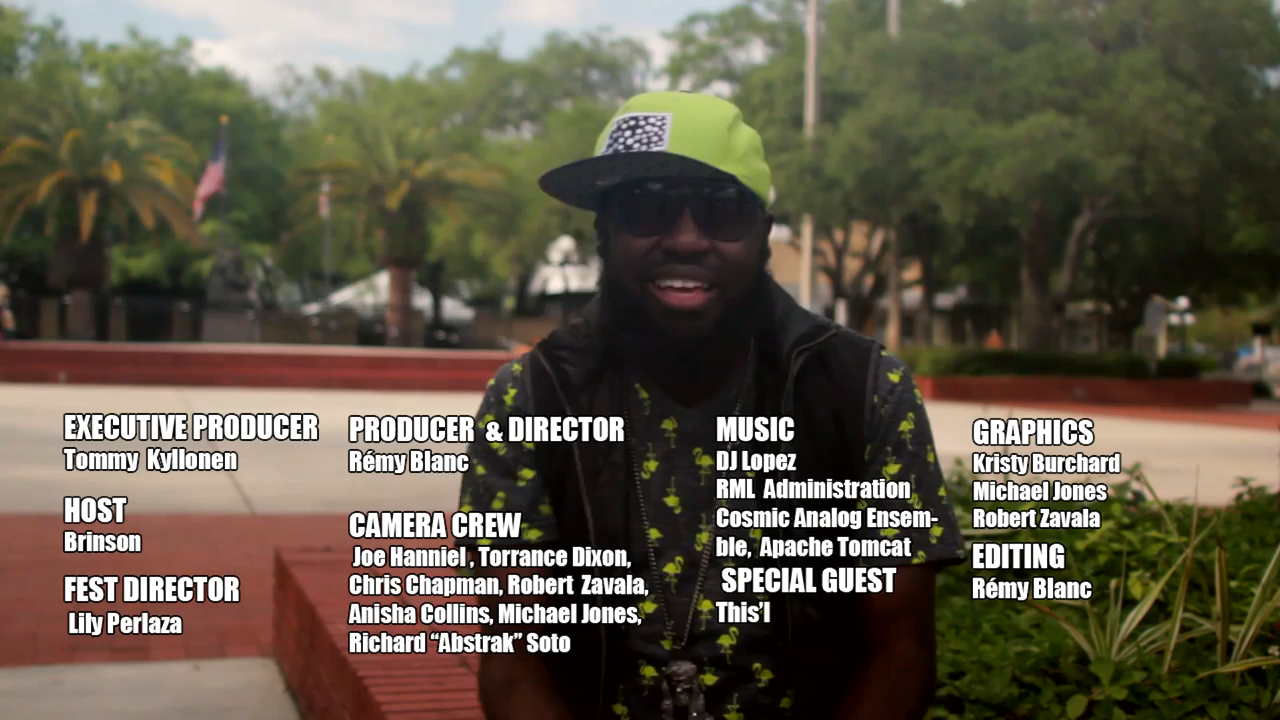 EXECUTIVE PRODUCER
Tommy Kyllonen
HOST
Brinson
FEST DIRECTOR
Lily Perlaza
PRODUCER & DIRECTOR
Rémy Blanc
CAMERA CREW
Joe Hanniel, Torrance Dixon,
Chris Chapman, Robert Zavala,
Anisha Collins, Michael Jones,
Richard “Abstrak” Soto
MUSIC
DJ Lopez
RML Administration
Cosmic Analog Ensem-
ble, Apache Tomcat
SPECIAL GUEST
This'l
GRAPHICS
Kristy Burchard
Michael Jones
Robert Zavala
EDITING
Rémy Blanc